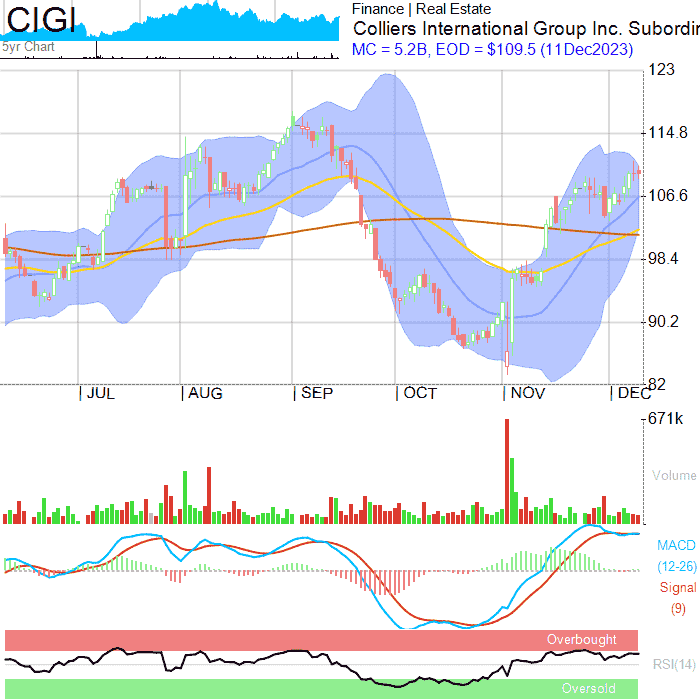 CIGI
5yr Chart
Finance | Real Estate
Colliers International Group Inc. Subordin
MC = 5.2B, EOD = $109.5 (11Dec2023)
123
114.8
106.6
98.4
90.2
82
JUL
AUG
SEP
OCT
NOV
DEC
671k
Volume
MACD
(12-26)
Signal
(9)
Overbought
RSI(14)
Oversold